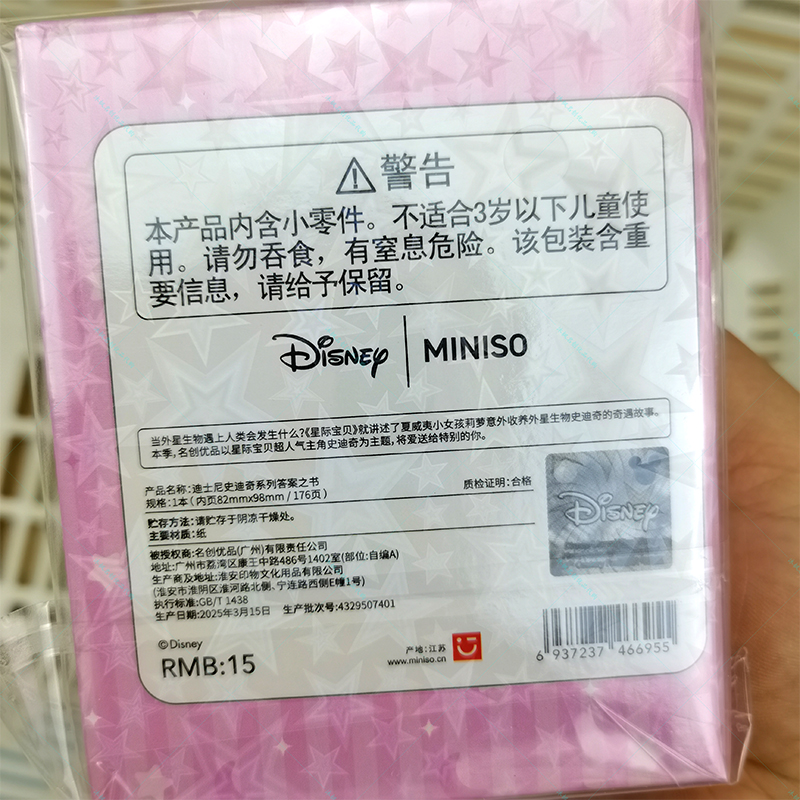 警告
本产品内含小零件。不适合3岁以下儿童使
用。请勿吞食，有窒息危险。该包装含重
要信息，请给予保留。
Disney | MINISO
当外星生物遇上人类会发生什么?《星际宝贝》就讲述了夏威夷小女孩莉萝意外收养外星生物史迪奇的奇遇故事。
本季，名创优品以星际宝贝超人气主角史迪奇为主题，将爱送给特别的你。
产品名称:迪士尼史迪奇系列答案之书 质检证明:合格
规格:1本(内页82mmx98mm/176页)
贮存方法:请贮存于阴凉干燥处。
主要材质:纸
被授权商:名创优品(广州)有限责任公司
地址:广州市荔湾区康王中路486号1402室(部位:自编A)
生产商及地址:淮安印物文化用品有限公司
(淮安市淮阴区淮河路北侧、宁连路西侧E幢1号)
执行标准:GB/T 1438
生产日期:2025年3月15日 生产批次号:4329507401
Disney
©Disney
RMB:15
产地:江苏
www.miniso.cn
6 937237 466955